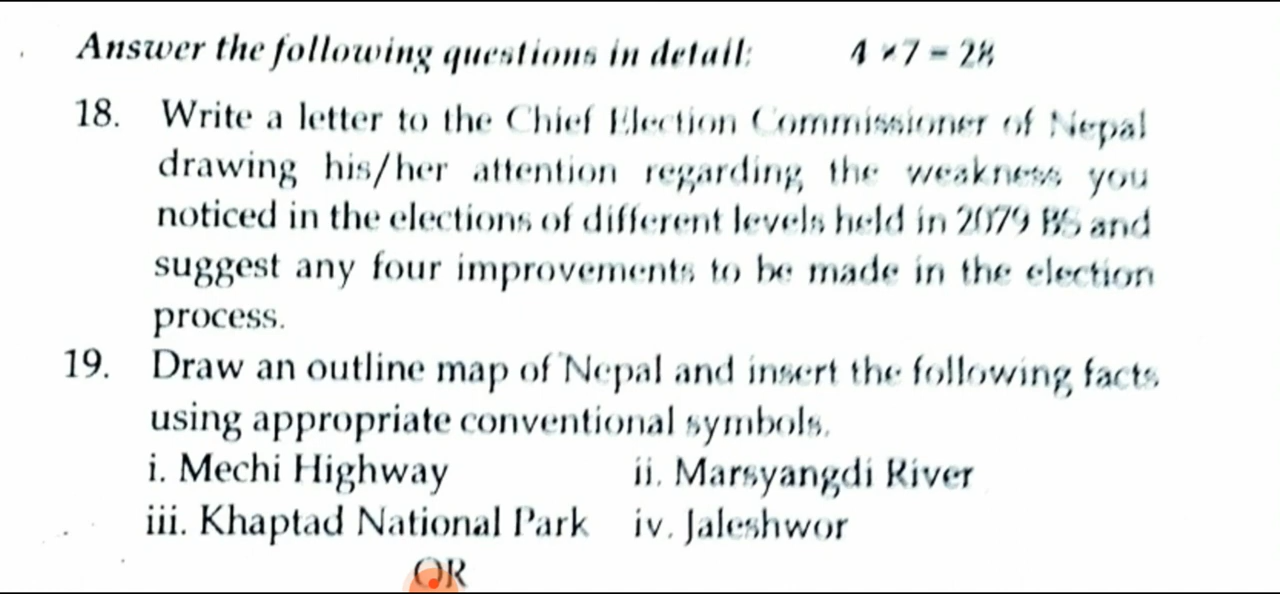 Answer the following questions in detail: 4 × 7 = 28
18. Write a letter to the Chief Election Commissioner of Nepal
drawing his/her attention regarding the weakness you
noticed in the elections of different levels held in 2079 BS and
suggest any four improvements to be made in the election
process.
19. Draw an outline map of Nepal and insert the following facts
using appropriate conventional symbols.
i. Mechi Highway ii. Marsyangdi River
iii. Khaptad National Park iv. Jaleshwor
OR